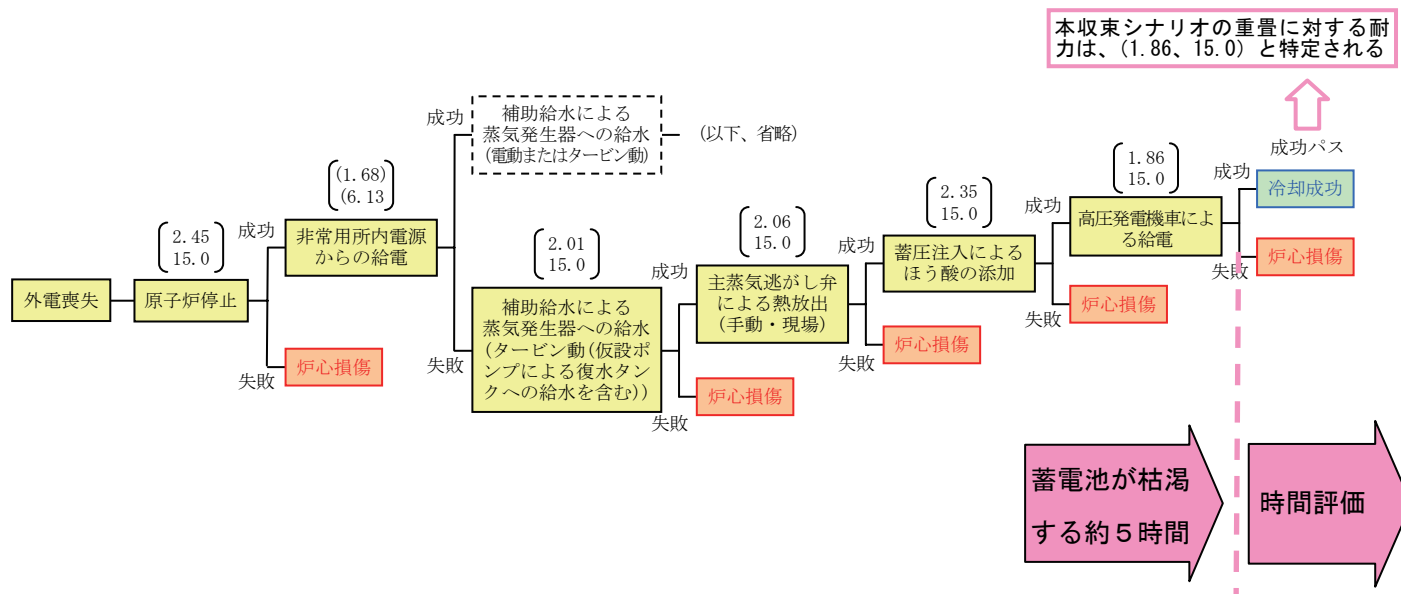 本収束シナリオの重畳に対する耐
力は、(1.86、15.0) と特定される
成功パス
成功
補助給水による
蒸気発生器への給水
(電動またはタービン動)
(以下、省略)
(1.68)
(6.13
2.45
15.0
成功
非常用所内電源
からの給電
外電喪失
原子炉停止
失敗
炉心損傷
2.01
15.0
失敗
補助給水による
蒸気発生器への給水
(タービン動(仮設ポ
ンプによる復水タン
クへの給水を含む))
2.06
15.0
成功
主蒸気逃がし弁
による熱放出
(手動・現場)
失敗
炉心損傷
2.35
15.0
成功
蓄圧注入による
ほう酸の添加
失敗
炉心損傷
1.86
15.0
成功
高圧発電機車によ
る給電
失敗
炉心損傷
成功
冷却成功
失敗
炉心損傷
蓄電池が枯渇
する約５時間
時間評価